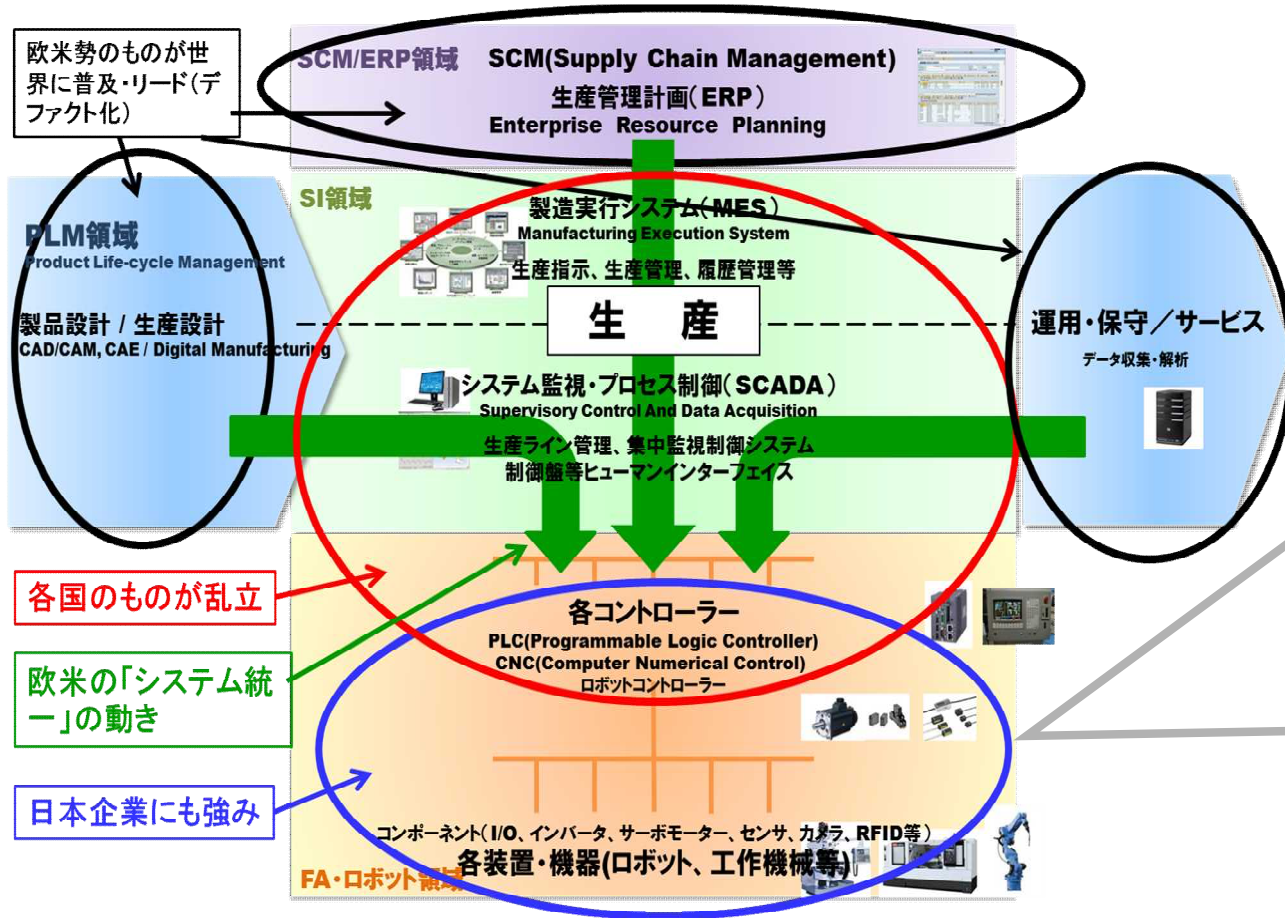 欧米勢のものが世
界に普及・リード(デ
ファクト化)
SCM/ERP領域
SCM(Supply Chain Management)
生産管理計画(ERP)
Enterprise Resource Planning
SI領域
製造実行システム(MES)
Manufacturing Execution System
生産指示、生産管理、履歴管理等
PLM領域
Product Life-cycle Management
製品設計 / 生産設計
CAD/CAM, CAE / Digital Manufacturing
生 産
運用・保守/サービス
データ収集・解析
システム監視・プロセス制御(SCADA)
Supervisory Control And Data Acquisition
生産ライン管理、集中監視制御システム
制御盤等ヒューマンインターフェイス
各国のものが乱立
欧米の「システム統
一」の動き
日本企業にも強み
各コントローラー
PLC(Programmable Logic Controller)
CNC(Computer Numerical Control)
ロボットコントローラー
コンポーネント(I/O、インバータ、サーボモーター、センサ、カメラ、RFID等)
各装置・機器(ロボット、工作機械等)
FA・ロボット領域